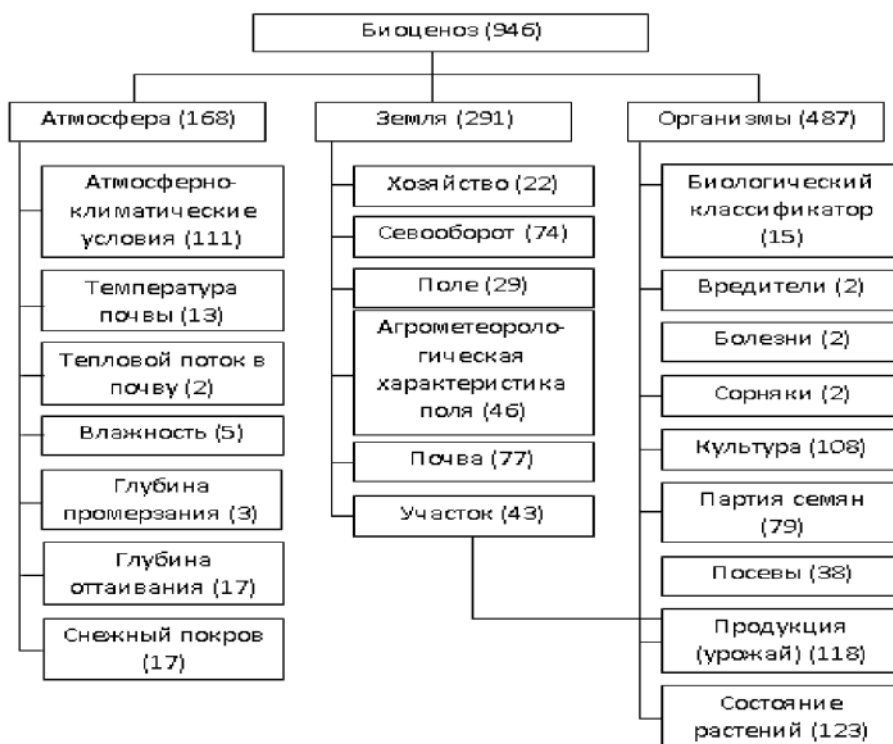 Биоценоз (946)
Атмосфера (168)
Атмосферно-
климатические
условия (111)
Температура
почвы (13)
Тепловой поток в
почву (2)
Влажность (5)
Глубина
промерзания (3)
Глубина
оттаивания (17)
Снежный покров
(17)
Земля (291)
Хозяйство (22)
Севооборот (74)
Поле (29)
Агрометеороло-
гическая
характеристика
поля (46)
Почва (77)
Участок (43)
Организмы (487)
Биологический
классификатор
(15)
Вредители (2)
Болезни (2)
Сорняки (2)
Культура (108)
Партия семян
(79)
Посевы (38)
Продукция
(урожай) (118)
Состояние
растений (123)